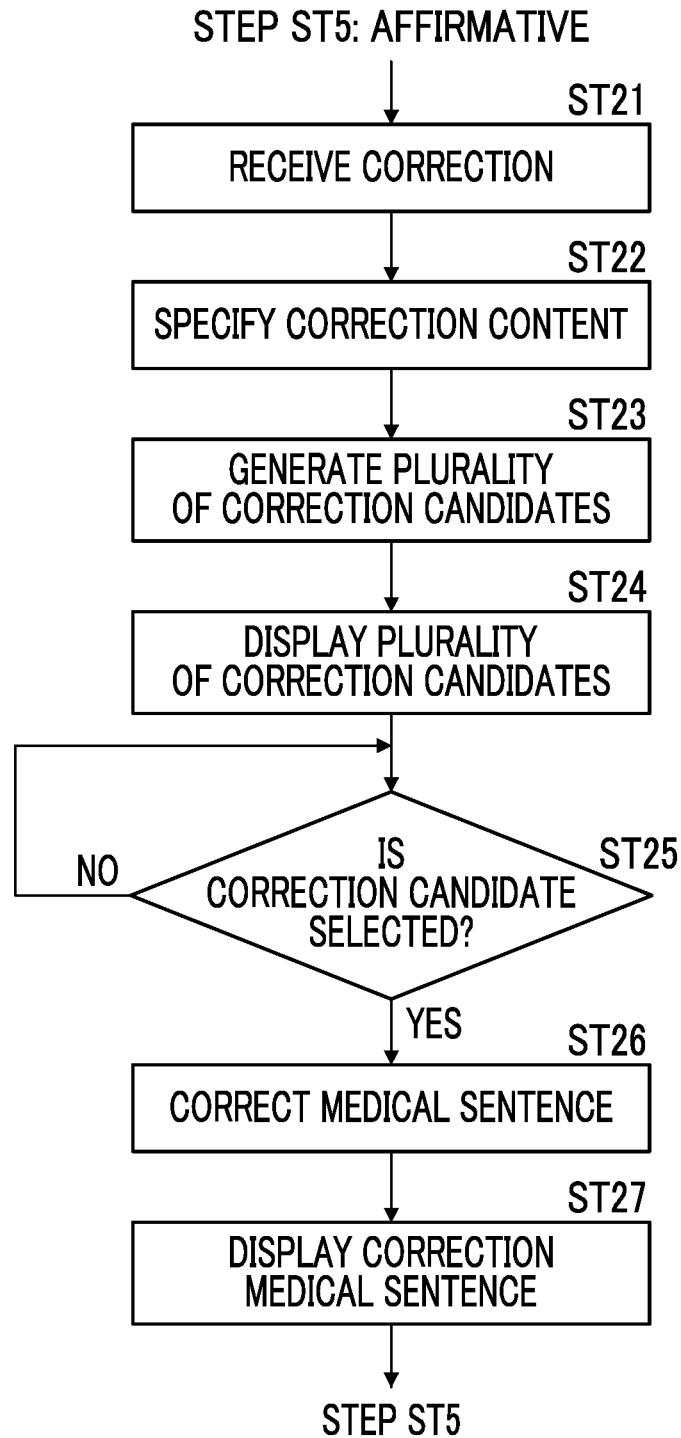 STEP ST5: AFFIRMATIVE
ST21
RECEIVE CORRECTION
ST22
SPECIFY CORRECTION CONTENT
ST23
GENERATE PLURALITY
OF CORRECTION CANDIDATES
ST24
DISPLAY PLURALITY
OF CORRECTION CANDIDATES
ST25
IS
CORRECTION CANDIDATE
SELECTED?
NO
YES
ST26
CORRECT MEDICAL SENTENCE
ST27
DISPLAY CORRECTION
MEDICAL SENTENCE
STEP ST5